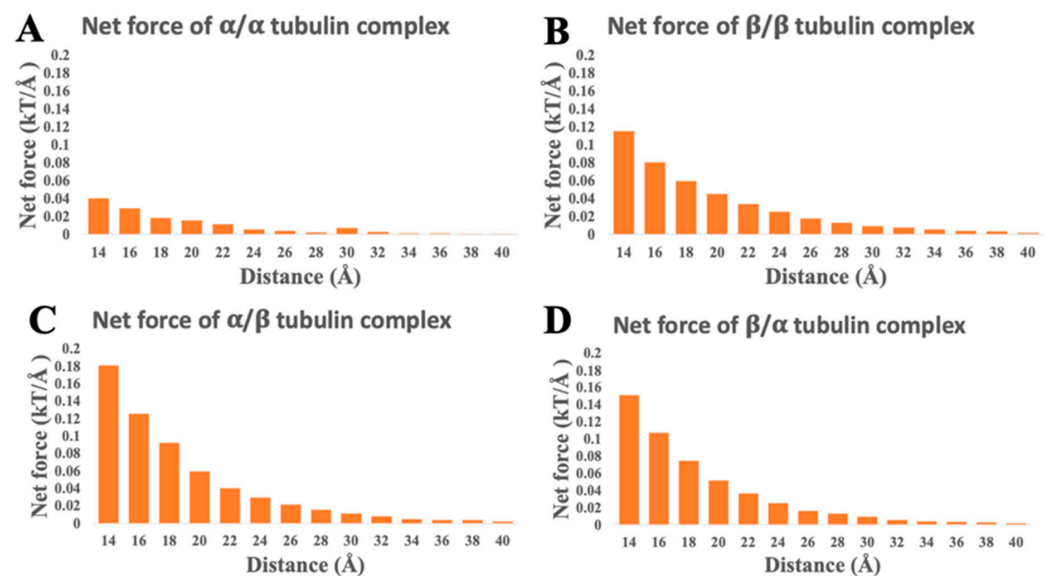 A Net force of α/α tubulin complex
Net force (kT/Å)
0.2
0.18
0.16
0.14
0.12
0.1
0.08
0.06
0.04
0.02
0
14 16 18 20 22 24 26 28 30 32 34 36 38 40
Distance (Å)
B Net force of β/β tubulin complex
Net force (kT/Å)
0.2
0.18
0.16
0.14
0.12
0.1
0.08
0.06
0.04
0.02
0
14 16 18 20 22 24 26 28 30 32 34 36 38 40
Distance (Å)
C Net force of α/β tubulin complex
Net force (kT/Å )
0.2
0.18
0.16
0.14
0.12
0.1
0.08
0.06
0.04
0.02
0
14 16 18 20 22 24 26 28 30 32 34 36 38 40
Distance (Å)
D Net force of β/α tubulin complex
Net force (kT/Å)
0.2
0.18
0.16
0.14
0.12
0.1
0.08
0.06
0.04
0.02
0
14 16 18 20 22 24 26 28 30 32 34 36 38 40
Distance (Å)